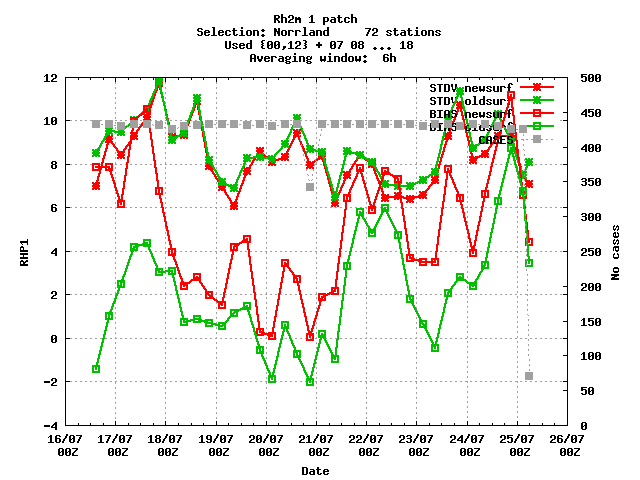 Rh2m 1 patch
Selection: Norrland 72 stations
Used {00,12} + 07 08 ... 18
Averaging window: 6h
STDV newsurf
STDV oldsurf
BIAS newsurf
BIAS oldsurf
CASES
12
10
8
6
4
2
0
-2
-4
RHP1
500
450
400
350
300
250
200
150
100
50
0
No cases
16/07 17/07 18/07 19/07 20/07 21/07 22/07 23/07 24/07 25/07 26/07
00Z 00Z 00Z 00Z 00Z 00Z 00Z 00Z 00Z 00Z 00Z
Date